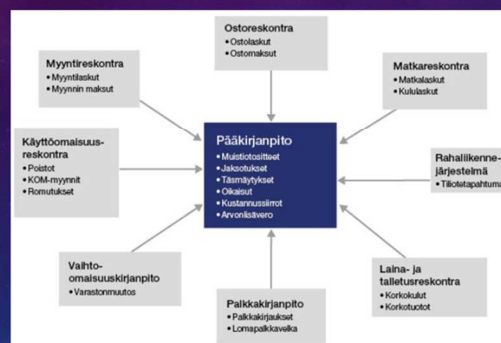 Ostoreskontra
• Ostolaskut
• Ostomaksut
Myyntireskontra
• Myyntilaskut
• Myynnin maksut
Matkareskontra
• Matkalaskut
• Kululaskut
Pääkirjanpito
• Muistiotositteet
• Jaksotukset
• Täsmäytykset
• Oikaisut
• Kustannussiirrot
• Arvonlisävero
Käyttöomaisuus-
reskontra
• Poistot
• KOM-myynnit
• Romutukset
Rahaliikenne-
järjestelmä
• Tiliotetapahtuma
Vaihto-
omaisuuskirjanpito
• Varastonmuutos
Palkkakirjanpito
• Palkkakirjaukset
• Lomapalkkavelka
Laina- ja
talletusreskontra
• Korkokulut
• Korkotuotot